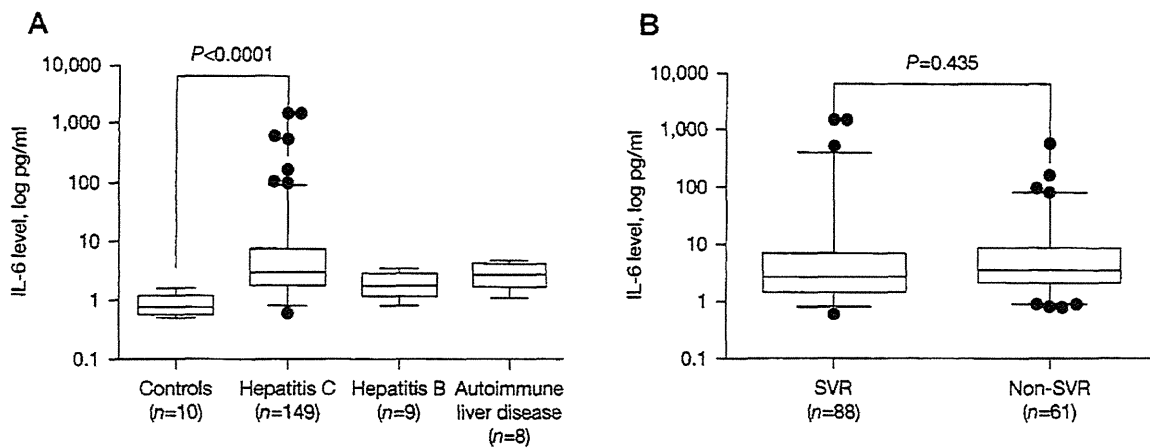 A
P<0.0001
IL-6 level, log pg/ml
10,000
1,000
100
10
1
0.1
Controls
(n=10)
Hepatitis C
(n=149)
Hepatitis B
(n=9)
Autoimmune
liver disease
(n=8)
B
P=0.435
IL-6 level, log pg/ml
10,000
1,000
100
10
1
0.1
SVR
(n=88)
Non-SVR
(n=61)